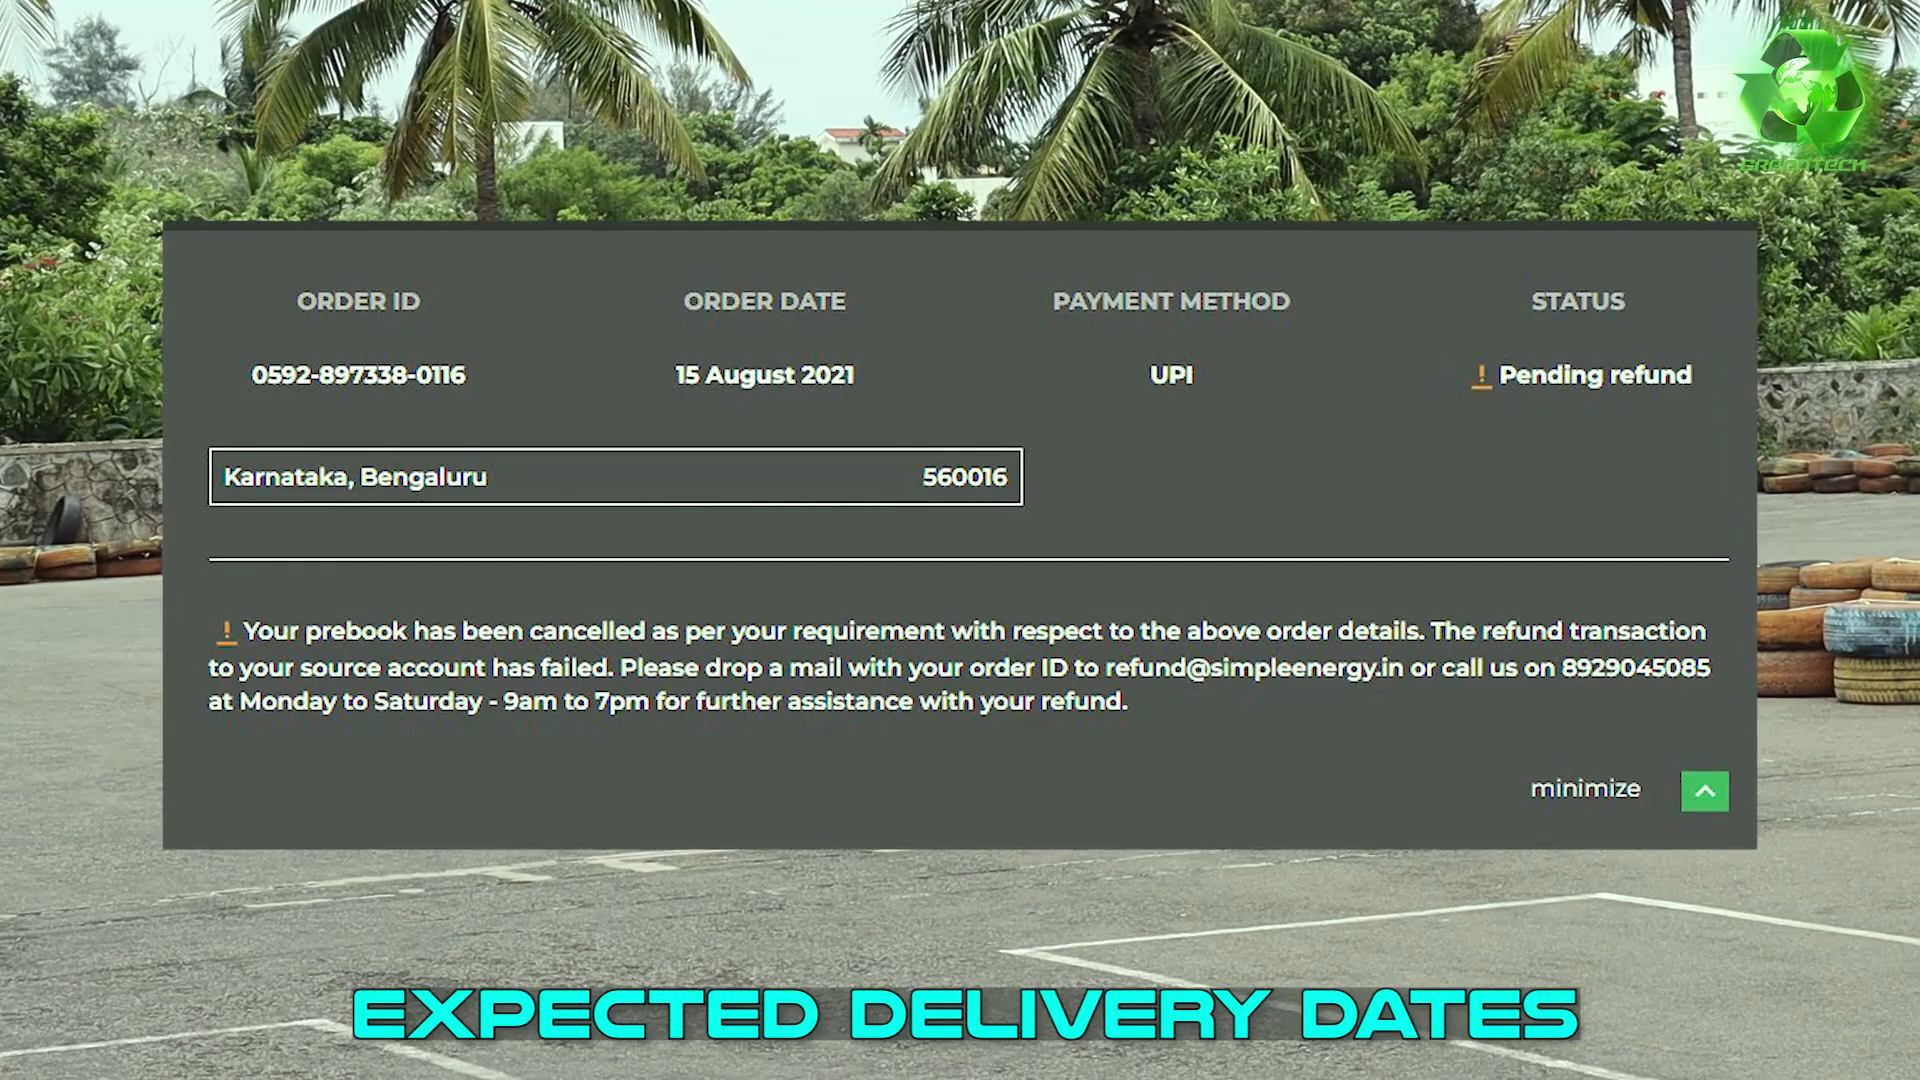 GREENTECH
ORDER ID ORDER DATE PAYMENT METHOD STATUS
0592-897338-0116 15 August 2021 UPI ! Pending refund
Karnataka, Bengaluru 560016
! Your prebook has been cancelled as per your requirement with respect to the above order details. The refund transaction
to your source account has failed. Please drop a mail with your order ID to refund@simpleenergy.in or call us on 8929045085
at Monday to Saturday - 9am to 7pm for further assistance with your refund.
minimize
EXPECTED DELIVERY DATES